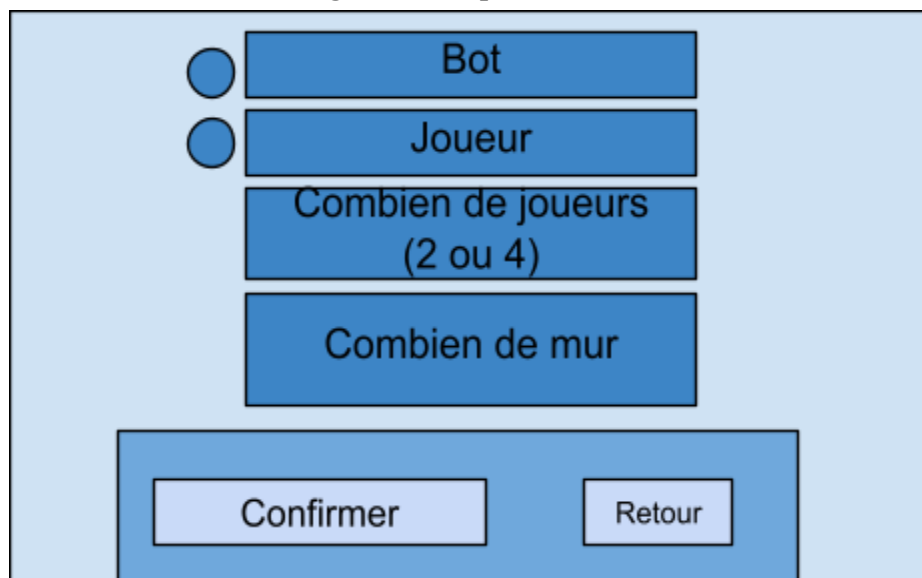 Bot
Joueur
Combien de joueurs
(2 ou 4)
Combien de mur
Confirmer
Retour